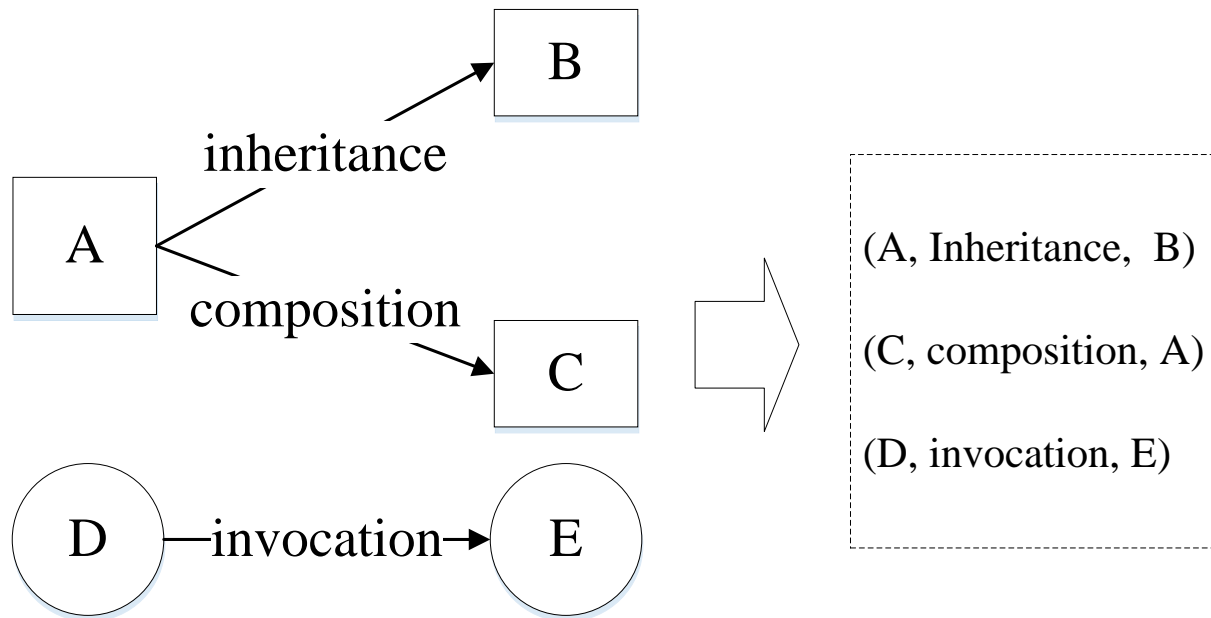 B
inheritance
A
composition
C
D
invocation
E
(A, Inheritance, B)
(C, composition, A)
(D, invocation, E)